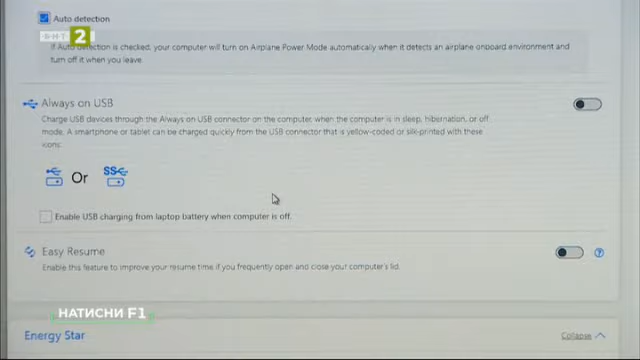 Auto detection
БНТ 2
If Auto detection is checked, your computer will turn on Airplane Power Mode automatically when it detects an airplane onboard environment and
turn off it when you leave.
Always on USB
Charge USB devices through the Always on USB connector on the computer, when the computer is in sleep, hibernation, or off
mode. A smartphone or tablet can be charged quickly from the USB connector that is yellow-coded or silk-printed with these
icons:
Or SS
Enable USB charging from laptop battery when computer is off.
Easy Resume
Enable this feature to improve your resume time if you frequently open and close your computer's lid.
НАТИСНИ F1
Energy Star Collapse